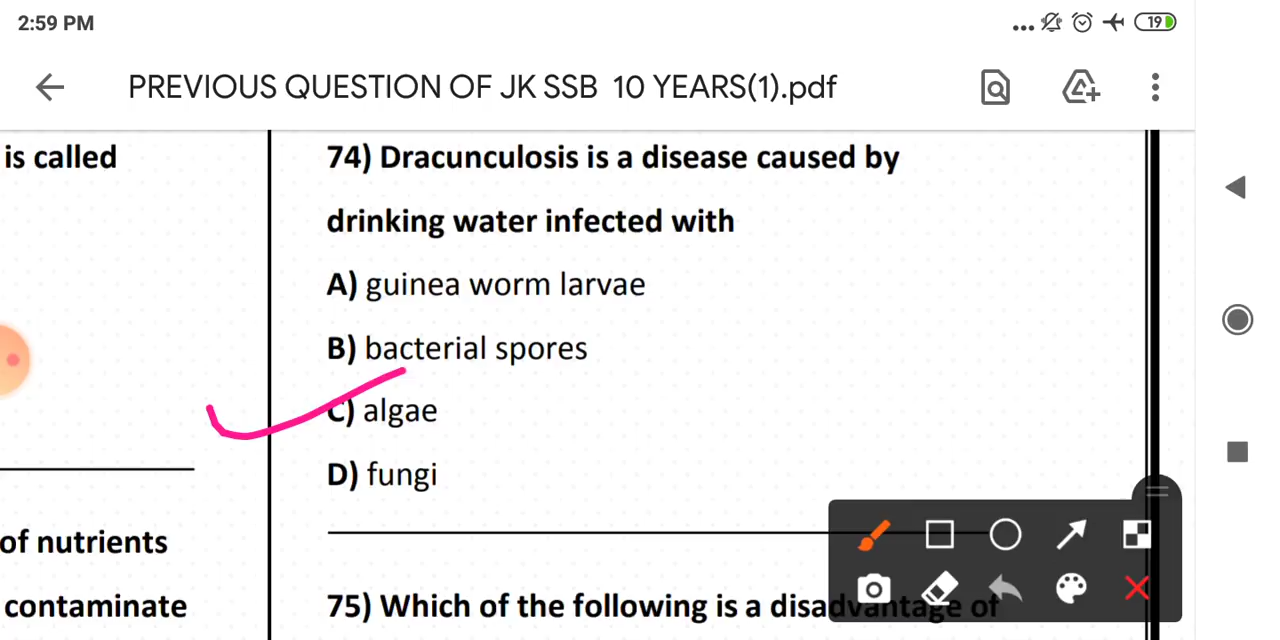 2:59 PM
19
PREVIOUS QUESTION OF JK SSB 10 YEARS(1).pdf
is called
of nutrients
contaminate
74) Dracunculosis is a disease caused by
drinking water infected with
A) guinea worm larvae
B) bacterial spores
C) algae
D) fungi
75) Which of the following is a disadvantage of